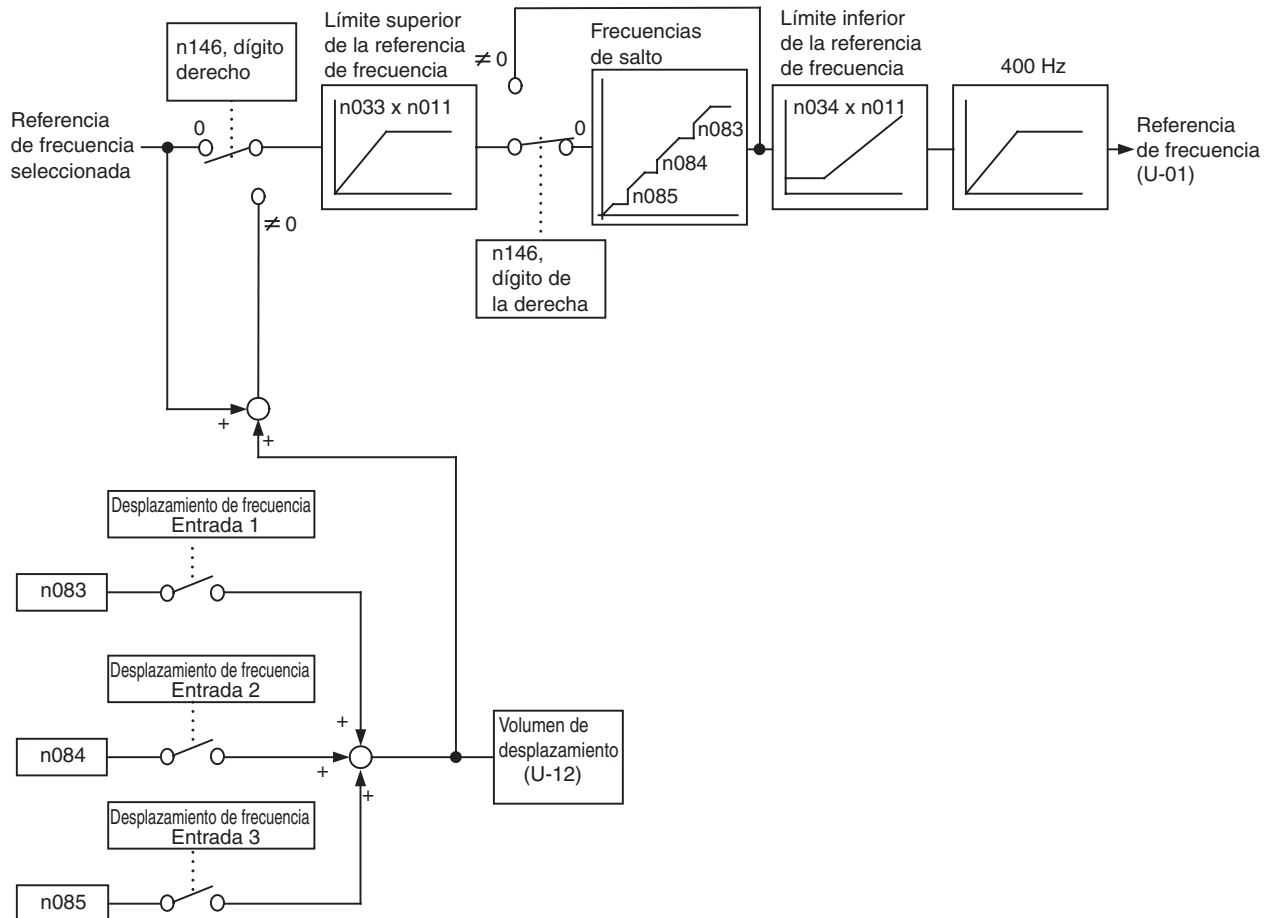 n146, dígito
derecho
Límite superior
de la referencia
de frecuencia
≠ 0
Frecuencias
de salto
Límite inferior
de la referencia
de frecuencia
400 Hz
Referencia
de frecuencia
seleccionada
0
≠ 0
n033 x n011
0
n083
n084
n085
n034 x n011
Referencia
de frecuencia
(U-01)
n146,
dígito de
la derecha
+
+
Desplazamiento de frecuencia
Entrada 1
n083
Desplazamiento de frecuencia
Entrada 2
n084
+
+
+
Volumen de
desplazamiento
(U-12)
Desplazamiento de frecuencia
Entrada 3
n085